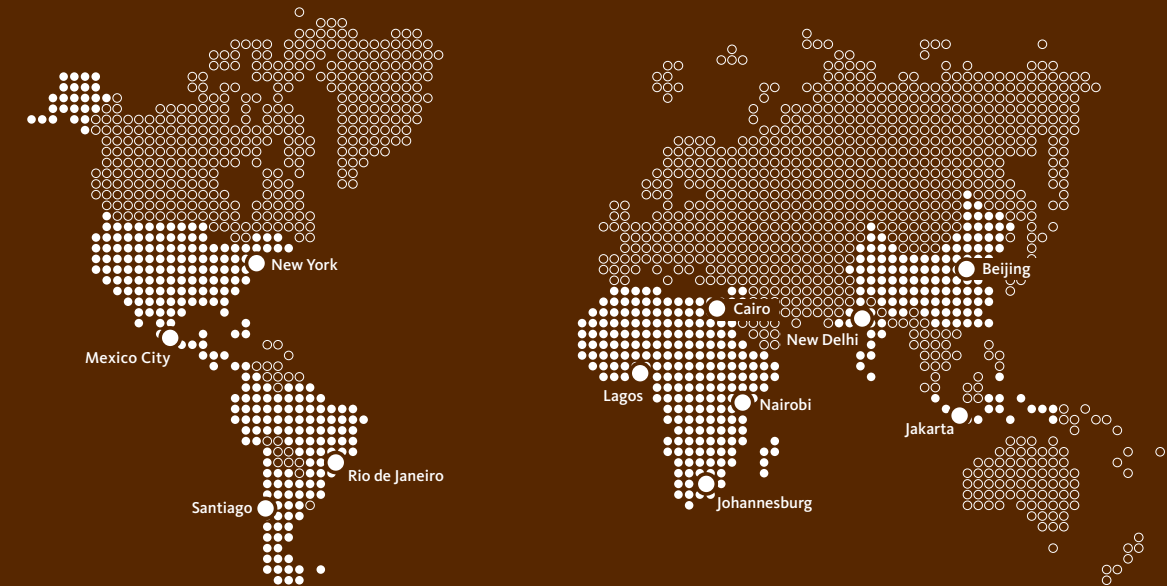 New York
Beijing
Cairo
New Delhi
Mexico City
Lagos
Nairobi
Jakarta
Rio de Janeiro
Johannesburg
Santiago